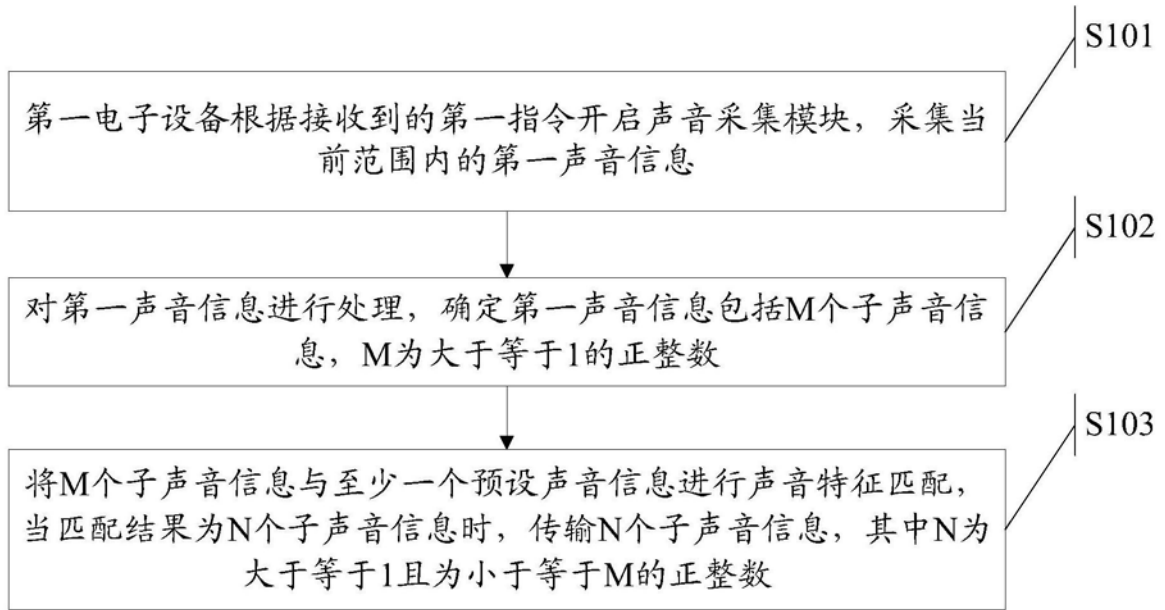 S101
第一电子设备根据接收到的第一指令开启声音采集模块，采集当
前范围内的第一声音信息
S102
对第一声音信息进行处理，确定第一声音信息包括M个子声音信
息，M为大于等于1的正整数
S103
将M个子声音信息与至少一个预设声音信息进行声音特征匹配，
当匹配结果为N个子声音信息时，传输N个子声音信息，其中N为
大于等于1且为小于等于M的正整数